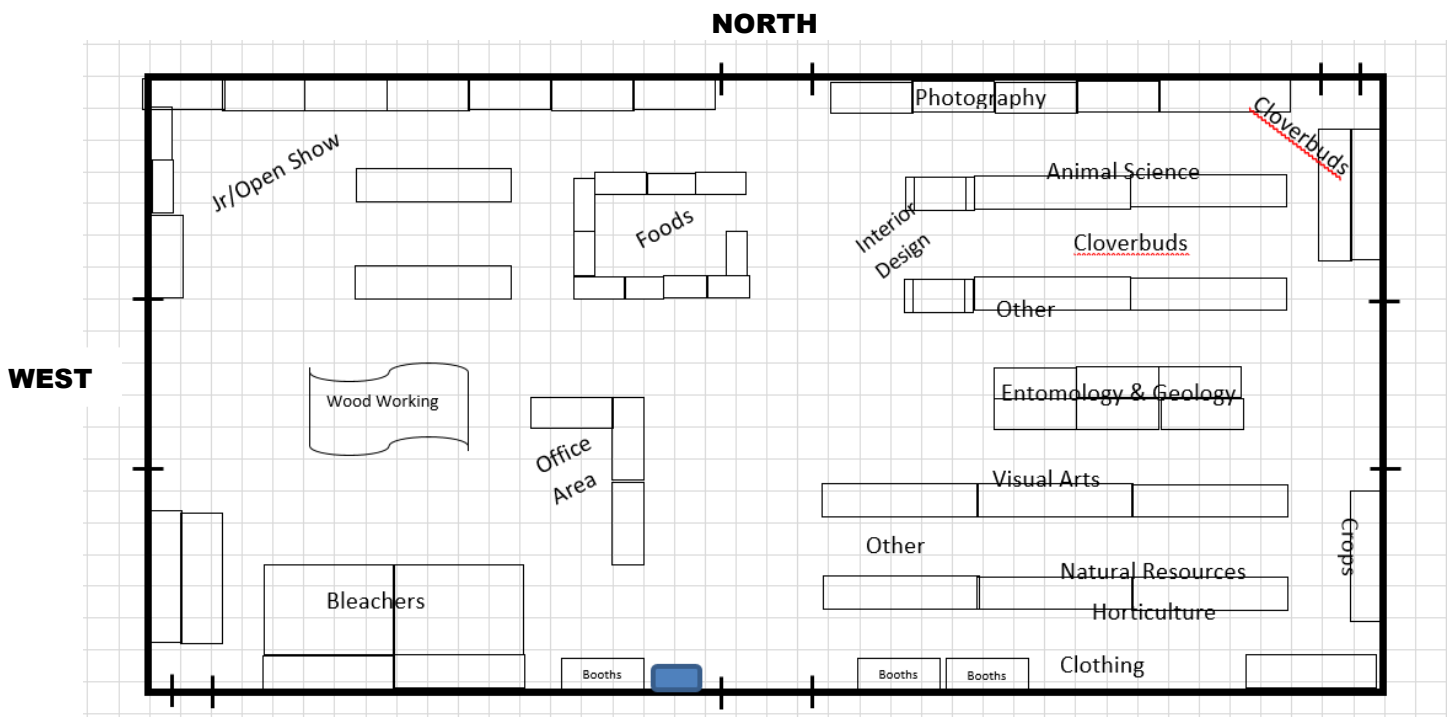 NORTH
Photography
Cloverbuds
Jr/Open Show
Animal Science
Foods
Interior
Design
Cloverbuds
Other
WEST
Wood Working
Entomology & Geology
Office
Area
Visual Arts
Crops
Other
Natural Resources
Bleachers
Horticulture
Clothing
Booths
Booths
Booths